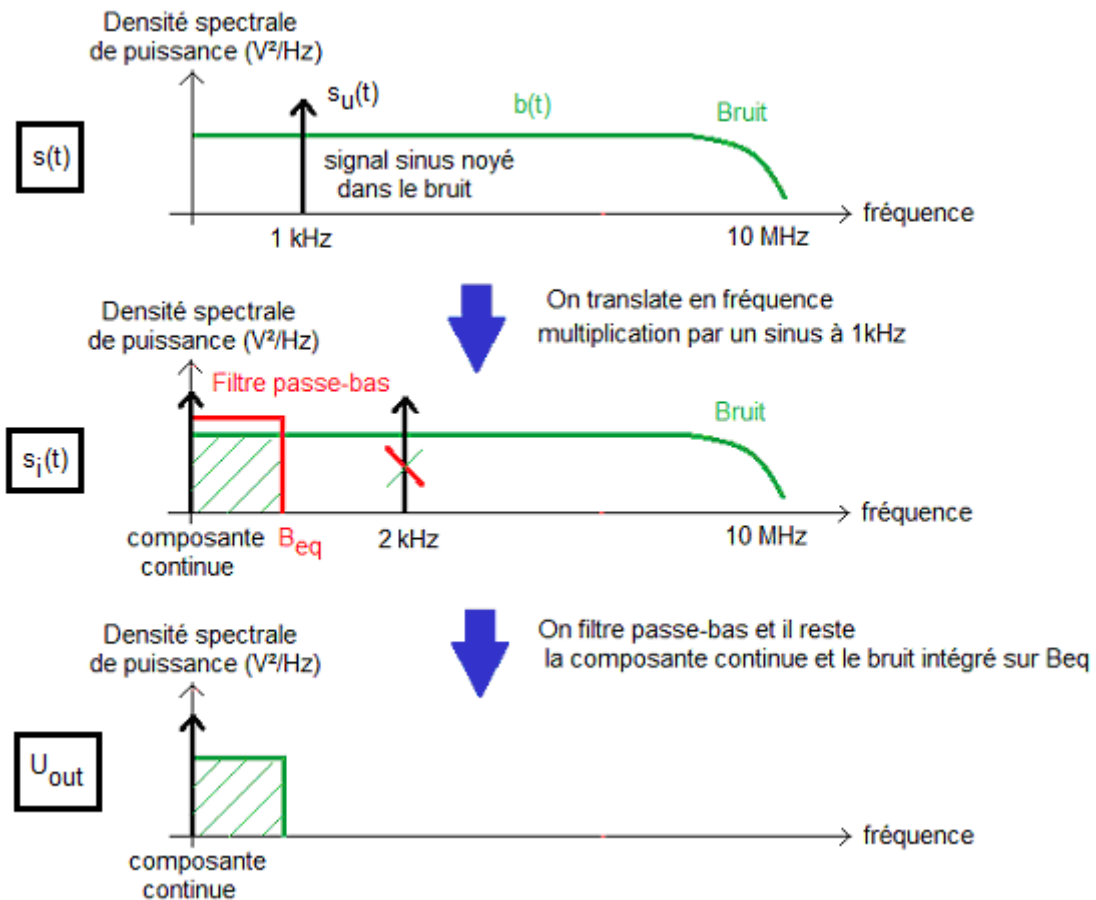 Densité spectrale
de puissance (V²/Hz)
s(t)
s_u(t)
b(t)
Bruit
signal sinus noyé
dans le bruit
fréquence
1 kHz
10 MHz
On translate en fréquence
multiplication par un sinus à 1kHz
Densité spectrale
de puissance (V²/Hz)
Filtre passe-bas
Bruit
s_i(t)
fréquence
composante
continue
B_eq
2 kHz
10 MHz
On filtre passe-bas et il reste
la composante continue et le bruit intégré sur Beq
Densité spectrale
de puissance (V²/Hz)
U_out
fréquence
composante
continue